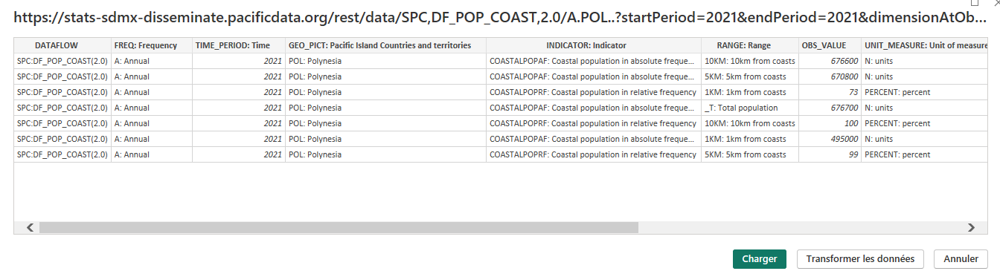 https://stats-sdmx-disseminate.pacificdata.org/rest/data/SPC,DF_POP_COAST,2.0/A.POL..?startPeriod=2021&endPeriod=2021&dimensionAtOb...
DATAFLOW FREQ: Frequency TIME_PERIOD: Time GEO_PICT: Pacific Island Countries and territories INDICATOR: Indicator RANGE: Range OBS_VALUE UNIT_MEASURE: Unit of measure
SPC:DF_POP_COAST(2.0) A: Annual 2021 POL: Polynesia COASTALPOPAF: Coastal population in absolute freque... 10KM: 10km from coasts 676600 N: units
SPC:DF_POP_COAST(2.0) A: Annual 2021 POL: Polynesia COASTALPOPAF: Coastal population in absolute freque... 5KM: 5km from coasts 670800 N: units
SPC:DF_POP_COAST(2.0) A: Annual 2021 POL: Polynesia COASTALPOPRF: Coastal population in relative frequency 1KM: 1km from coasts 73 PERCENT: percent
SPC:DF_POP_COAST(2.0) A: Annual 2021 POL: Polynesia COASTALPOPAF: Coastal population in absolute freque... _T: Total population 676700 N: units
SPC:DF_POP_COAST(2.0) A: Annual 2021 POL: Polynesia COASTALPOPRF: Coastal population in relative frequency 10KM: 10km from coasts 100 PERCENT: percent
SPC:DF_POP_COAST(2.0) A: Annual 2021 POL: Polynesia COASTALPOPAF: Coastal population in absolute freque... 1KM: 1km from coasts 495000 N: units
SPC:DF_POP_COAST(2.0) A: Annual 2021 POL: Polynesia COASTALPOPRF: Coastal population in relative frequency 5KM: 5km from coasts 99 PERCENT: percent
Charger Transformer les données Annuler